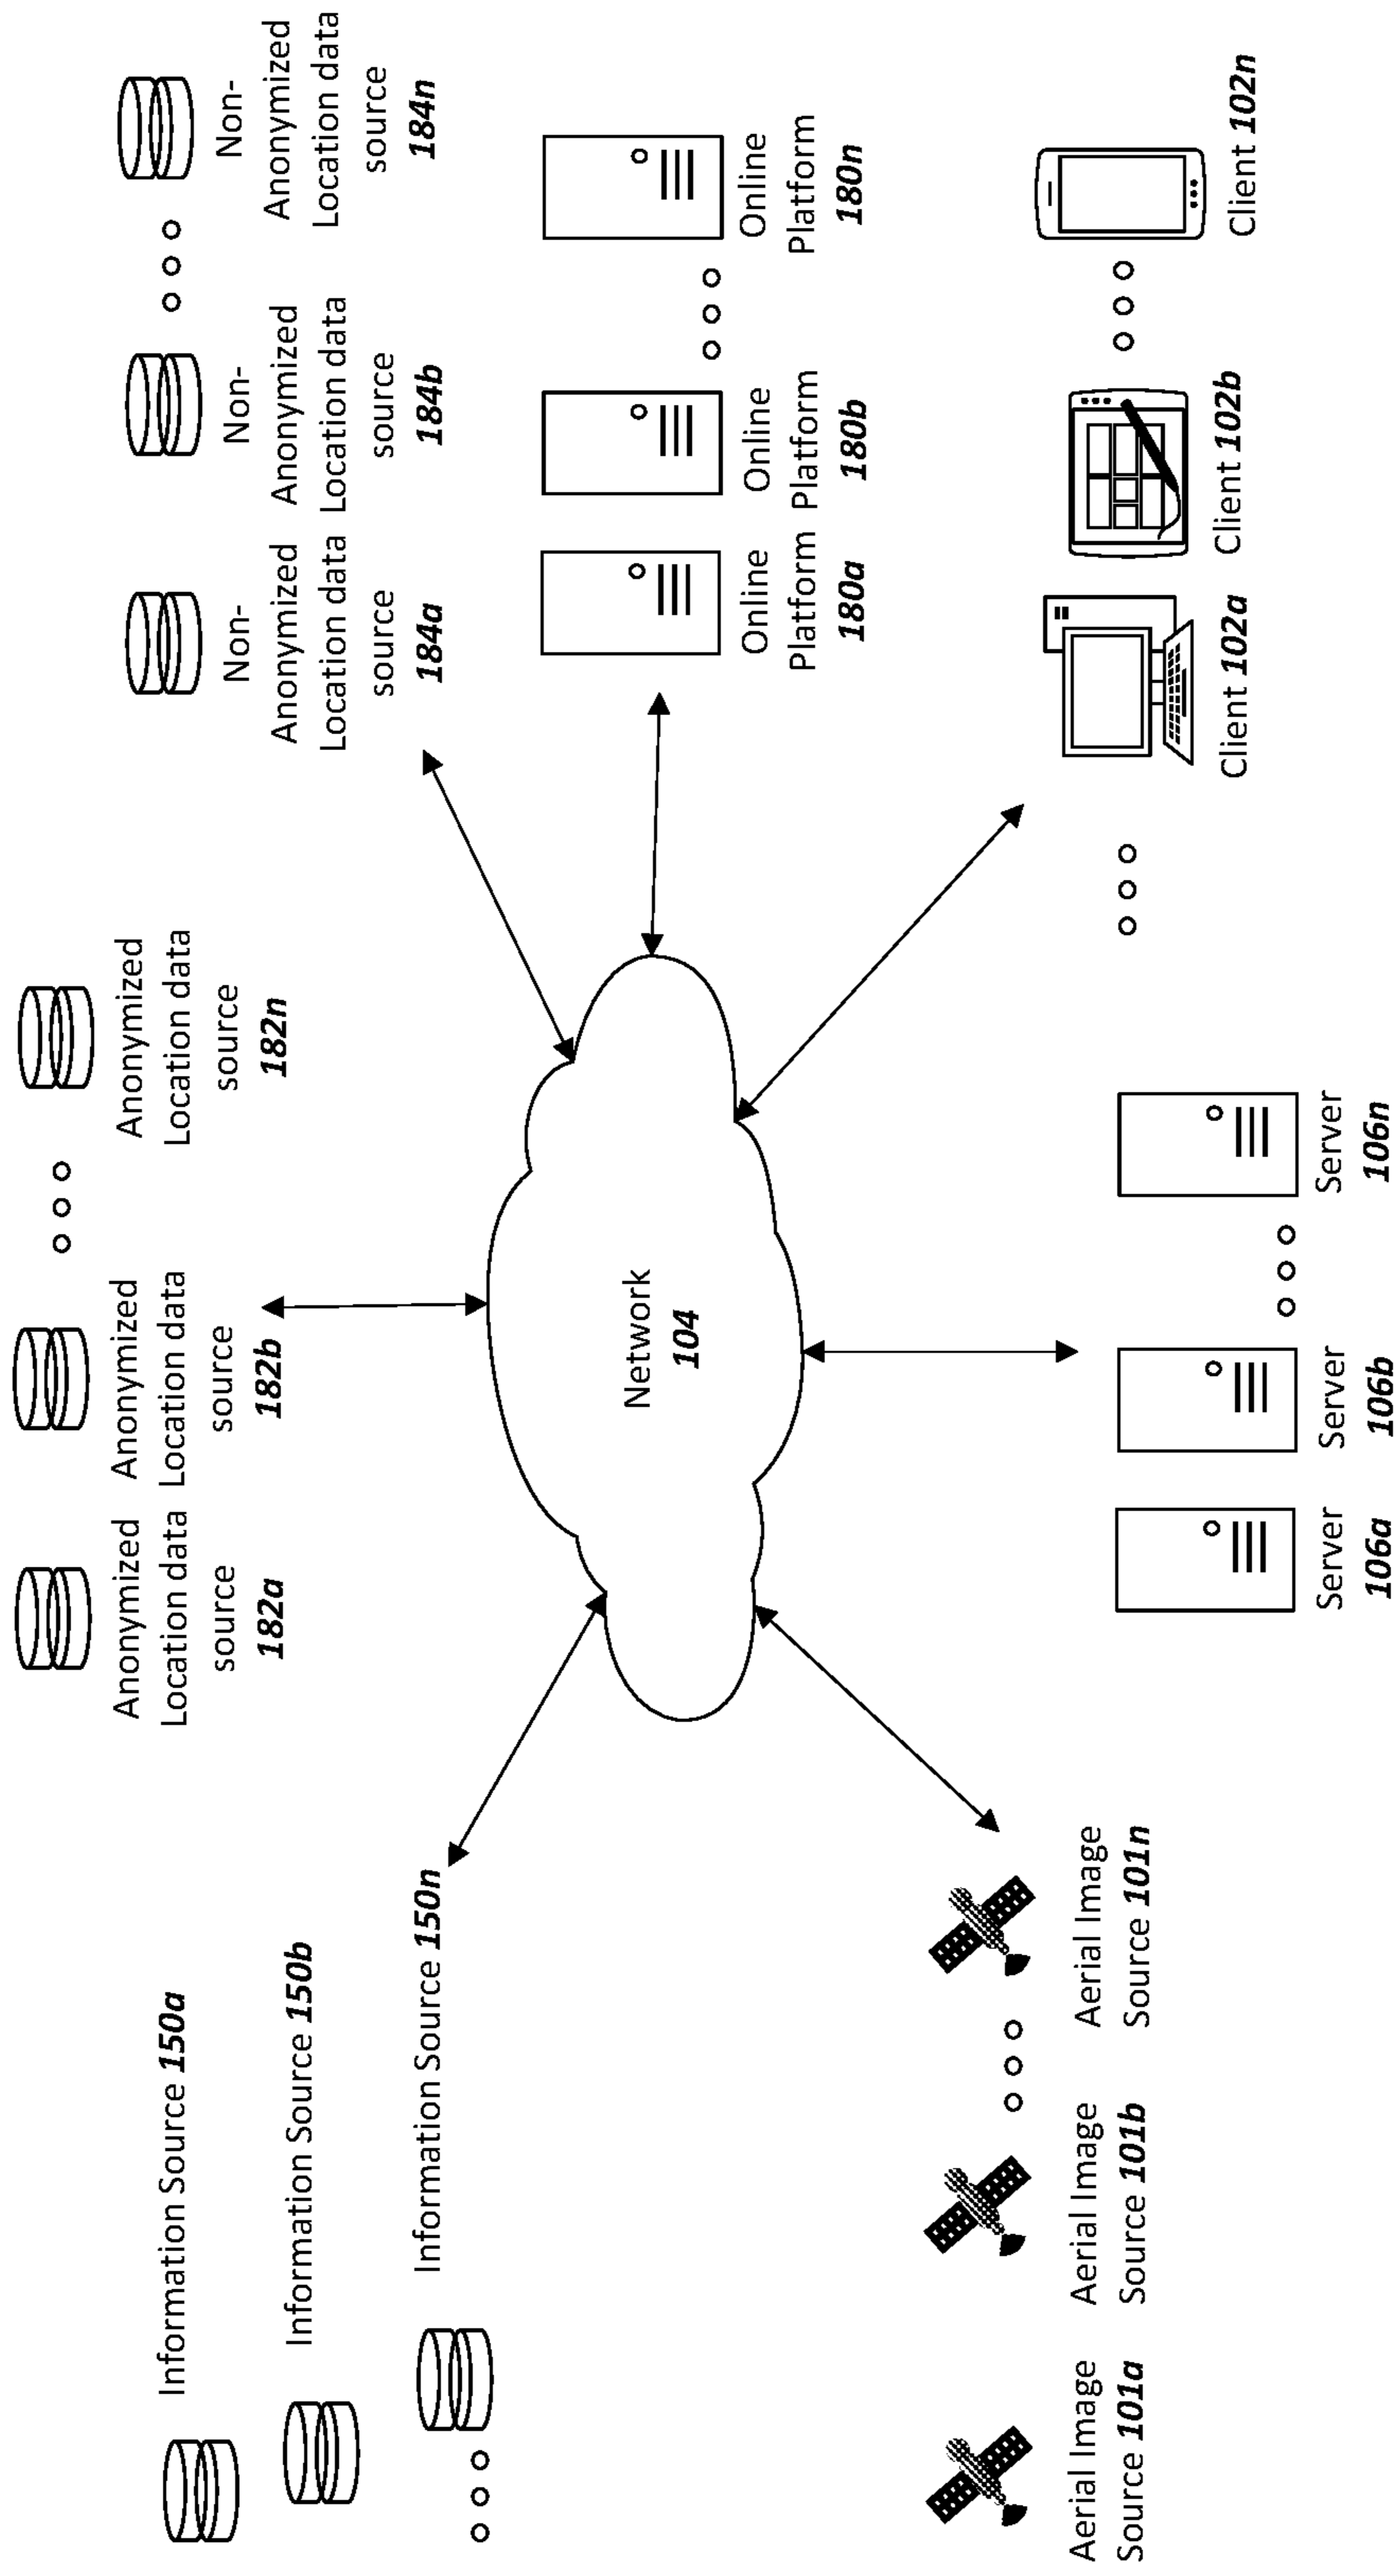 Information Source 150a
Information Source 150b
Information Source 150n
Anonymized
Location data
source
182a
Anonymized
Location data
source
182b
Anonymized
Location data
source
182n
Non-
Anonymized
Location data
source
184a
Non-
Anonymized
Location data
source
184b
Non-
Anonymized
Location data
source
184n
Network
104
Online
Platform
180a
Online
Platform
180b
Online
Platform
180n
Aerial Image
Source 101a
Aerial Image
Source 101b
Aerial Image
Source 101n
Server
106a
Server
106b
Server
106n
Client 102a
Client 102b
Client 102n